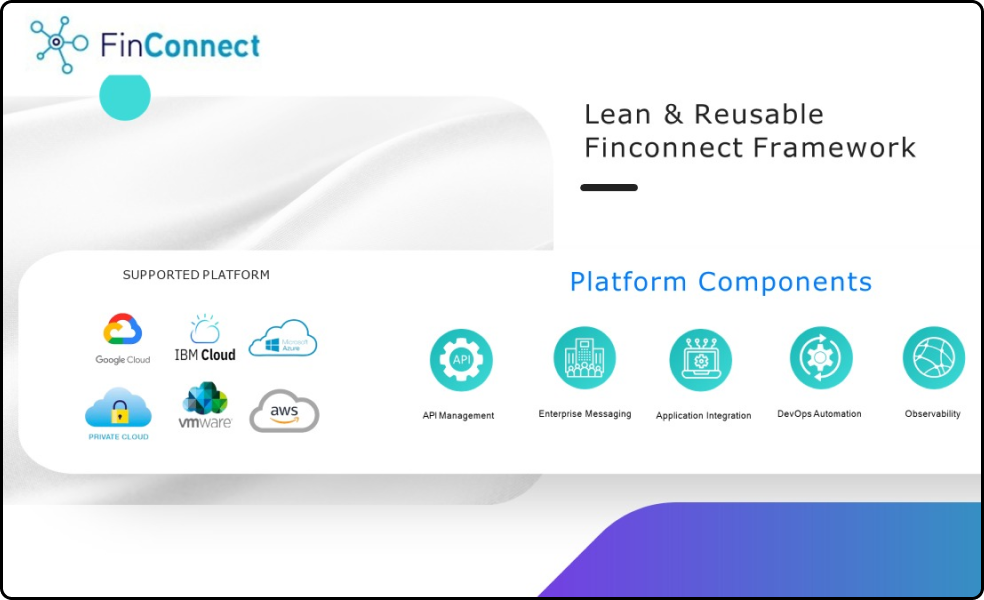 FinConnect
Lean & Reusable
Finconnect Framework
SUPPORTED PLATFORM
Platform Components
Google Cloud
IBM Cloud
Microsoft
Azure
PRIVATE CLOUD
vmware
aws
API
API Management
Enterprise Messaging
Application Integration
DevOps Automation
Observability